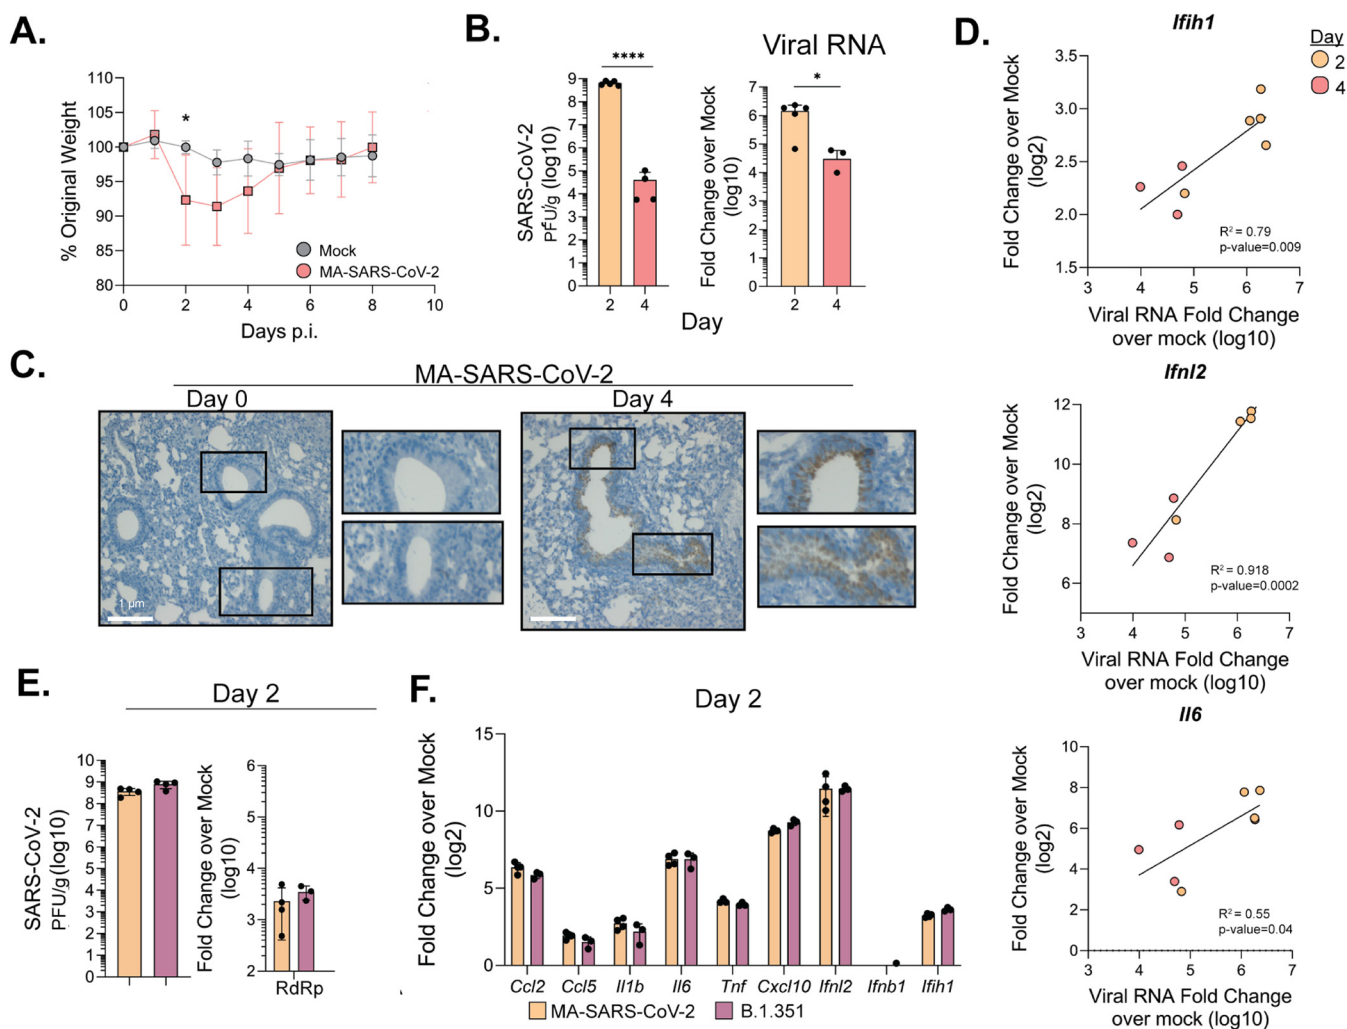 A.
110
105
100
95
90
85
80
% Original Weight
*
Mock
MA-SARS-CoV-2
0 2 4 6 8 10
Days p.i.
B.
Viral RNA
****
9
8
7
6
5
4
3
2
1
0
SARS-CoV-2
PFU/g (log10)
2 4
*
7
6
5
4
3
2
1
0
Fold Change over Mock
(log10)
2 4
Day
C.
MA-SARS-CoV-2
Day 0
Day 4
1 µm
D.
Ifih1
Day
2
4
3.5
3.0
2.5
2.0
1.5
Fold Change over Mock
(log2)
R² = 0.79
p-value=0.009
3 4 5 6 7
Viral RNA Fold Change
over mock (log10)
Ifnl2
12
10
8
6
Fold Change over Mock
(log2)
R² = 0.918
p-value=0.0002
3 4 5 6 7
Viral RNA Fold Change
over mock (log10)
Il6
10
8
6
4
2
0
Fold Change over Mock
(log2)
R² = 0.55
p-value=0.04
3 4 5 6 7
Viral RNA Fold Change
over mock (log10)
E.
Day 2
10
9
8
7
6
5
4
3
2
1
0
SARS-CoV-2
PFU/g (log10)
6
5
4
3
2
Fold Change over Mock
(log10)
RdRp
F.
Day 2
15
10
5
0
Fold Change over Mock
(log2)
Ccl2 Ccl5 Il1b Il6 Tnf Cxcl10 Ifnl2 Ifnb1 Ifih1
MA-SARS-CoV-2 B.1.351